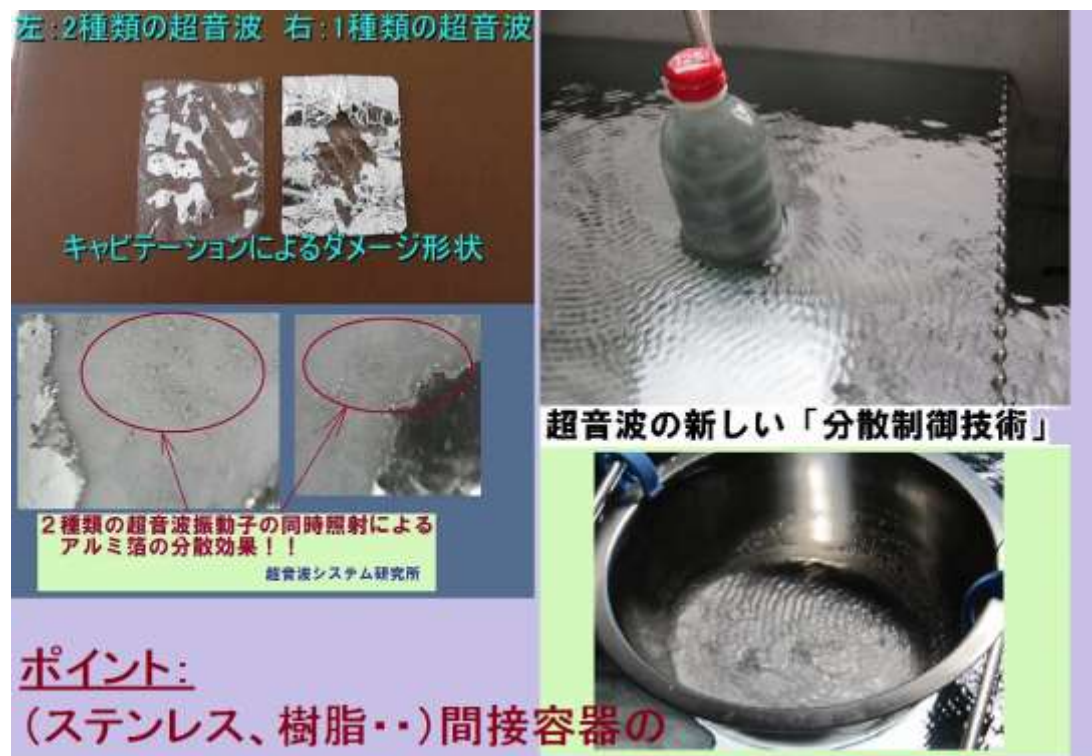 左:2種類の超音波 右:1種類の超音波
キャビテーションによるダメージ形状
2種類の超音波振動子の同時照射による
アルミ箔の分散効果!!
超音波システム研究所
超音波の新しい「分散制御技術」
ポイント:
(ステンレス、樹脂・・)間接容器の